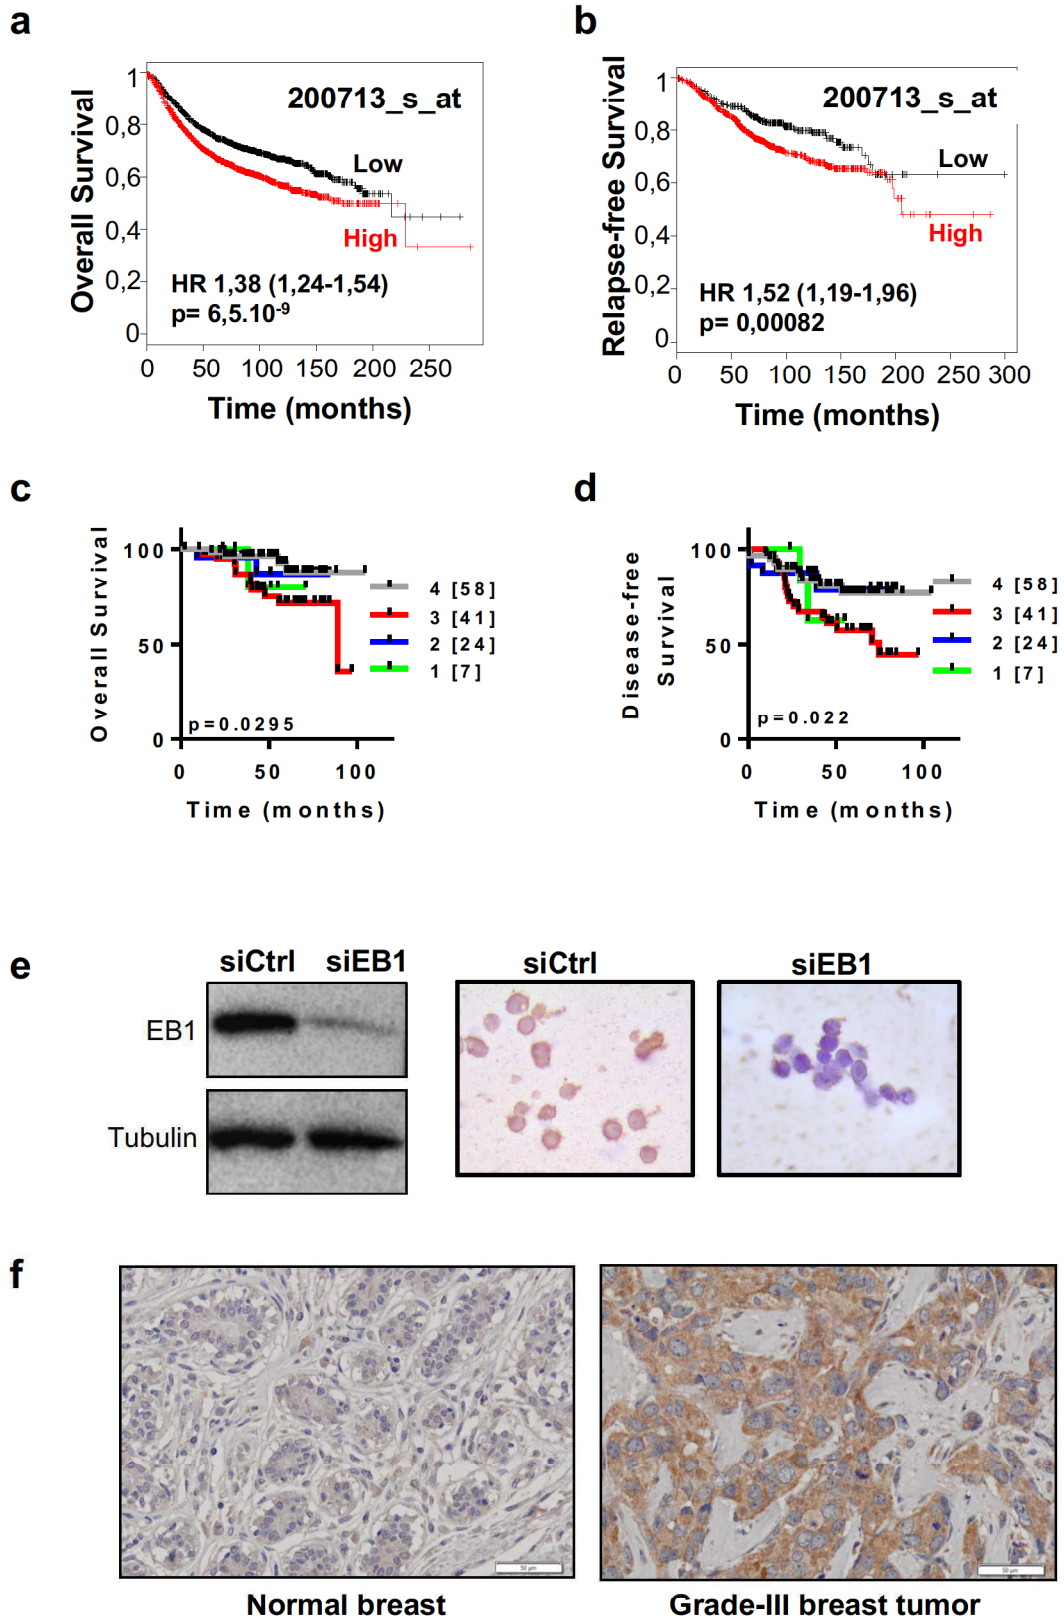 a
b
Overall Survival
1
0,8
0,6
0,4
0,2
0
200713_s_at
Low
High
HR 1,38 (1,24-1,54)
p= 6,5.10-9
0 50 100 150 200 250
Time (months)
Relapse-free Survival
1
0,8
0,6
0,4
0,2
0
200713_s_at
Low
High
HR 1,52 (1,19-1,96)
p= 0,00082
0 50 100 150 200 250 300
Time (months)
c
d
Overall Survival
100
50
0
p=0.0295
0 50 100
Time (months)
4 [58]
3 [41]
2 [24]
1 [7]
Disease-free
Survival
100
50
0
p=0.022
0 50 100
Time (months)
4 [58]
3 [41]
2 [24]
1 [7]
e
siCtrl siEB1
EB1
Tubulin
siCtrl
siEB1
f
50 µm
50 µm
Normal breast
Grade-III breast tumor